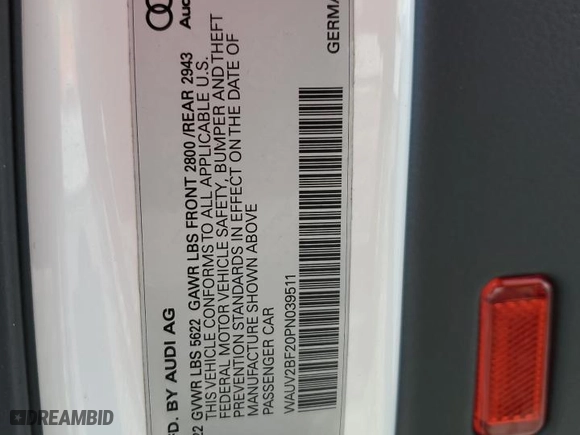 Aud
GERMA
FD. BY AUDI AG
22 GVWR LBS 5622 GAWR LBS FRONT 2800 /REAR 2943
THIS VEHICLE CONFORMS TO ALL APPLICABLE U.S.
FEDERAL MOTOR VEHICLE SAFETY, BUMPER AND THEFT
PREVENTION STANDARDS IN EFFECT ON THE DATE OF
MANUFACTURE SHOWN ABOVE
PASSENGER CAR
WAUV2BF20PN039511
DREAMBID